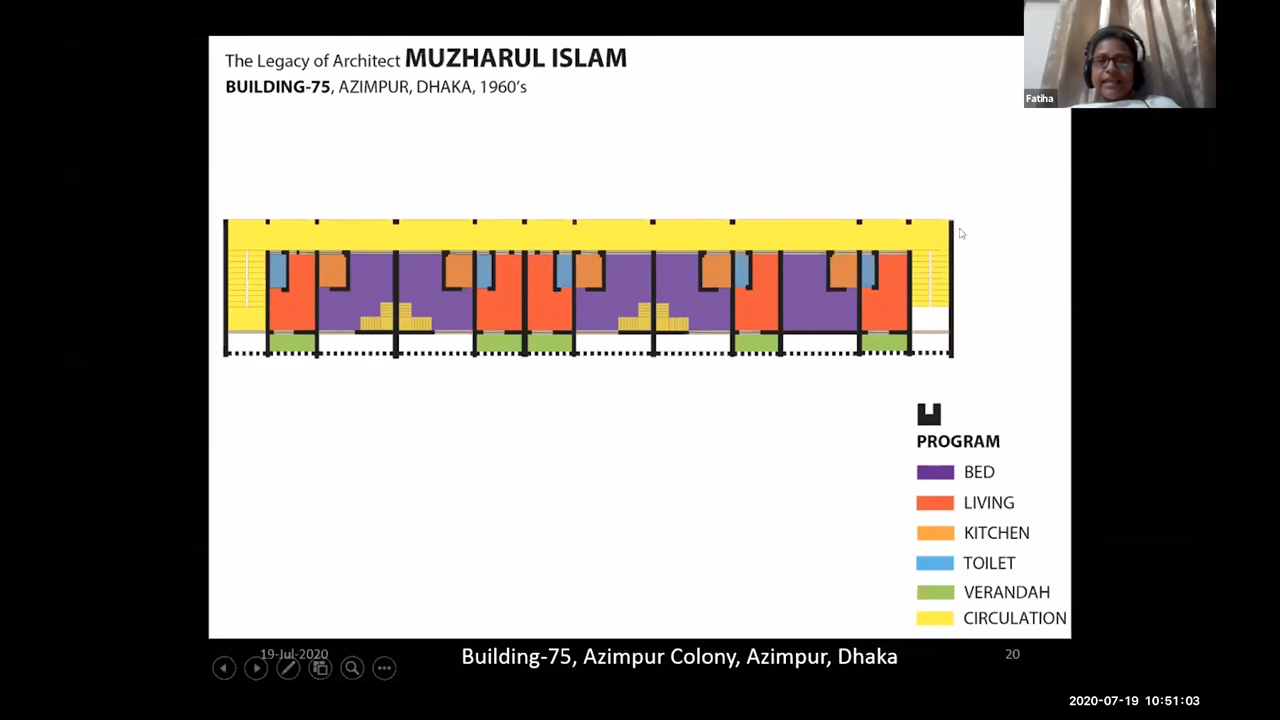 The Legacy of Architect MUZHARUL ISLAM
BUILDING-75, AZIMPUR, DHAKA, 1960's
Fatiha
PROGRAM
BED
LIVING
KITCHEN
TOILET
VERANDAH
CIRCULATION
19-Jul-2020
Building-75, Azimpur Colony, Azimpur, Dhaka
20
2020-07-19 10:51:03